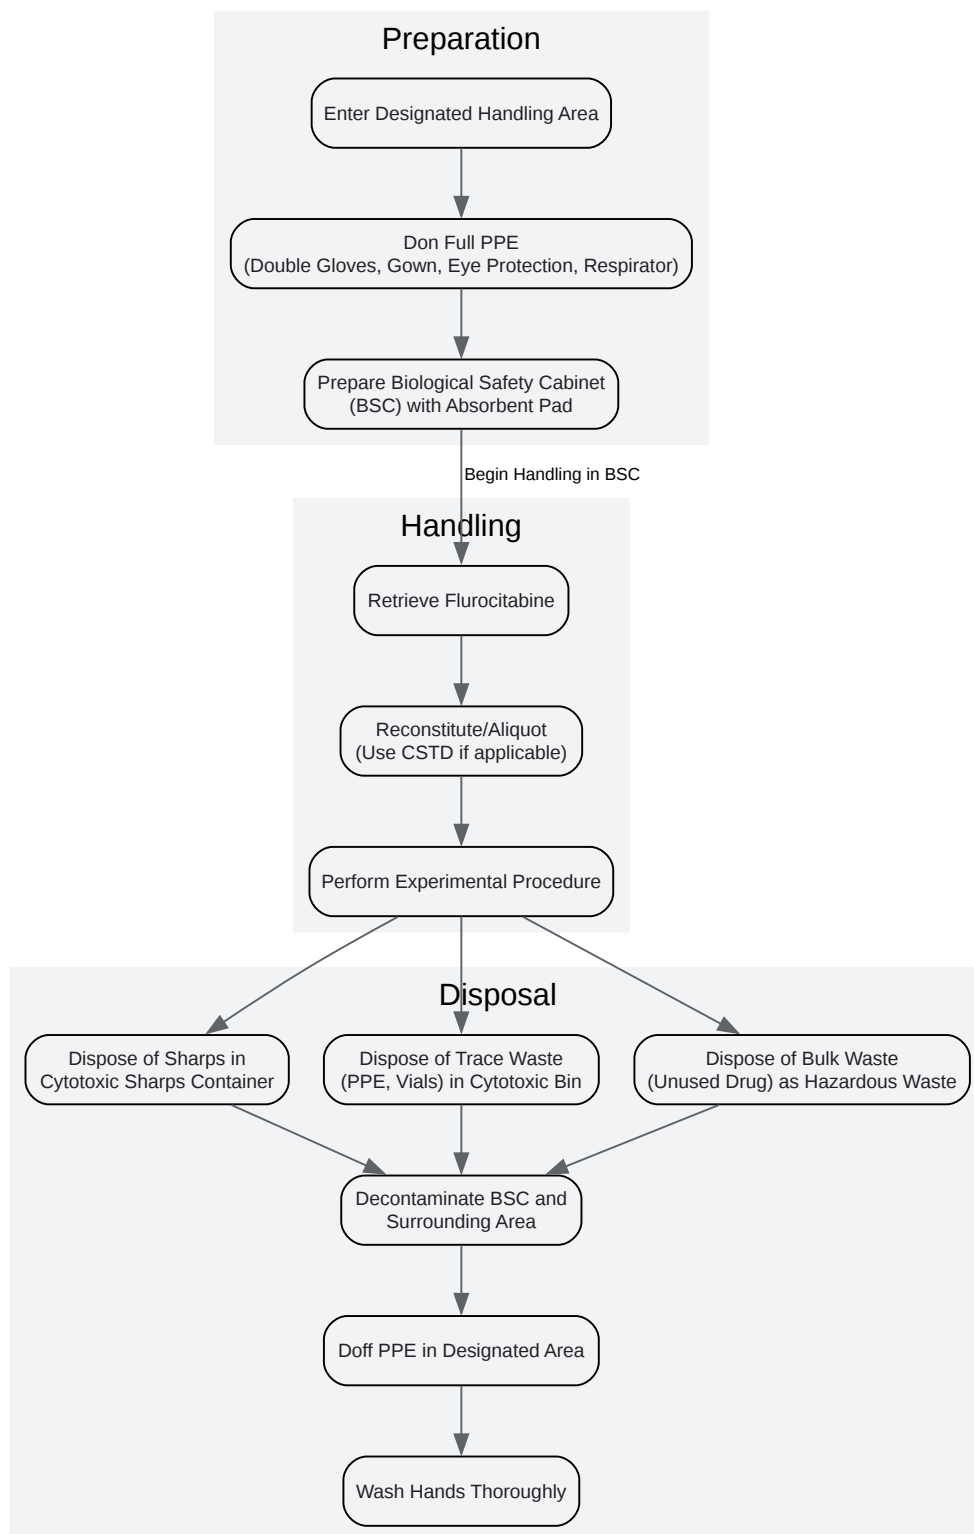 Preparation
Enter Designated Handling Area
Don Full PPE
(Double Gloves, Gown, Eye Protection, Respirator)
Prepare Biological Safety Cabinet
(BSC) with Absorbent Pad
Begin Handling in BSC
Handling
Retrieve Flurocitabine
Reconstitute/Aliquot
(Use CSTD if applicable)
Perform Experimental Procedure
Disposal
Dispose of Sharps in
Cytotoxic Sharps Container
Dispose of Trace Waste
(PPE, Vials) in Cytotoxic Bin
Dispose of Bulk Waste
(Unused Drug) as Hazardous Waste
Decontaminate BSC and
Surrounding Area
Doff PPE in Designated Area
Wash Hands Thoroughly